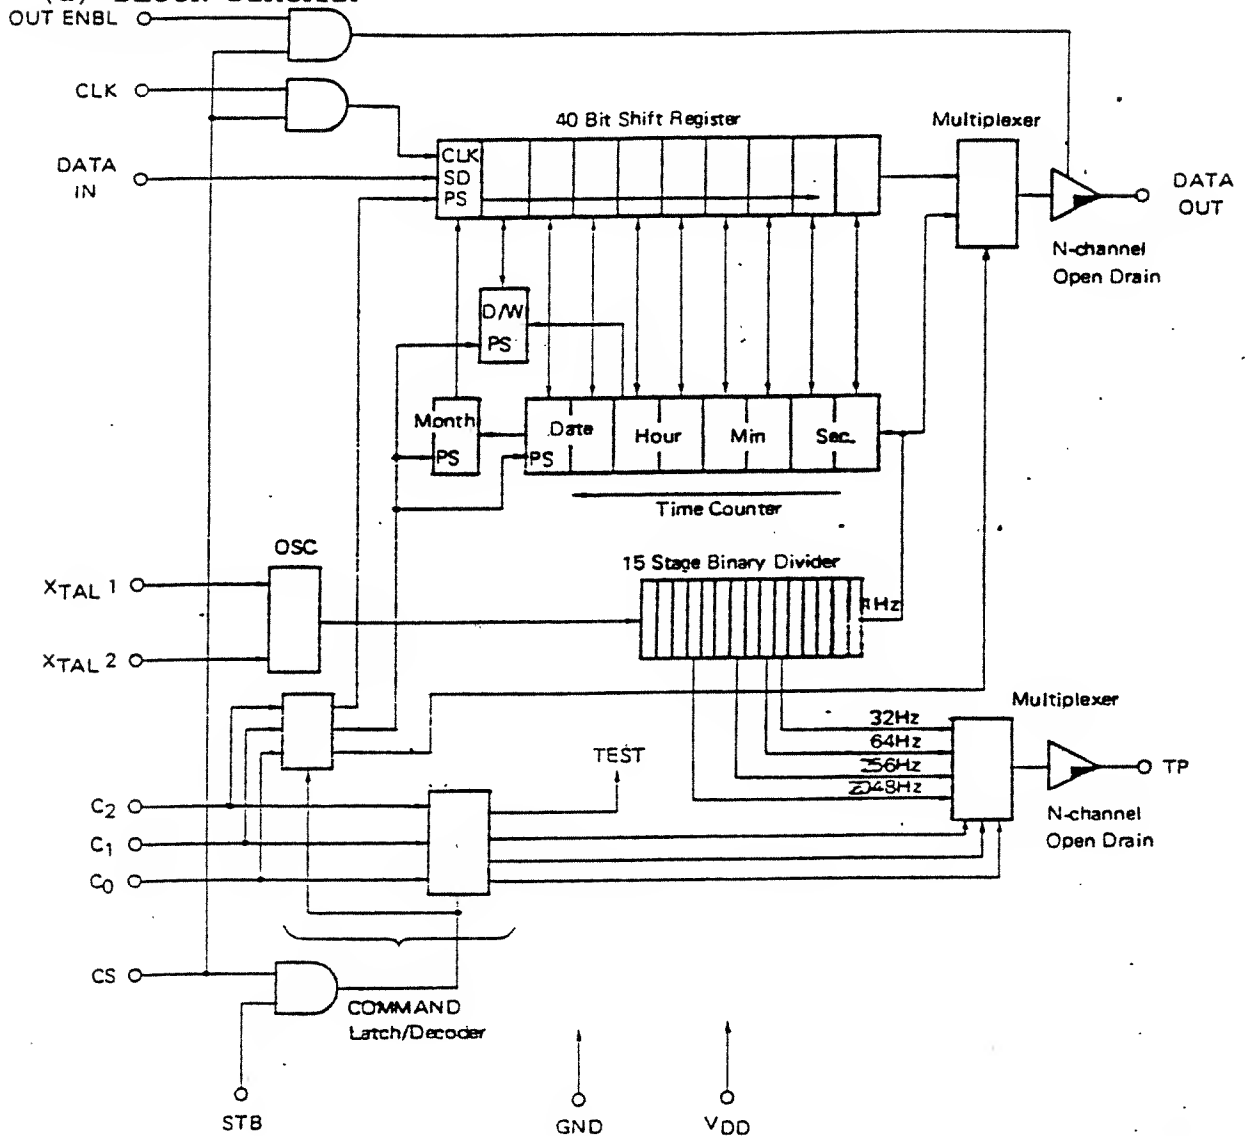 OUT ENBL
CLK
DATA
IN
40 Bit Shift Register
CLK
SD
PS
Multiplexer
DATA
OUT
N-channel
Open Drain
D/W
PS
Month
PS
Date
PS
Hour
Min
Sec.
Time Counter
OSC
XTAL 1
XTAL 2
15 Stage Binary Divider
Hz
Multiplexer
32Hz
64Hz
256Hz
2048Hz
TEST
TP
N-channel
Open Drain
C2
C1
C0
CS
COMMAND
Latch/Decoder
STB
GND
VDD